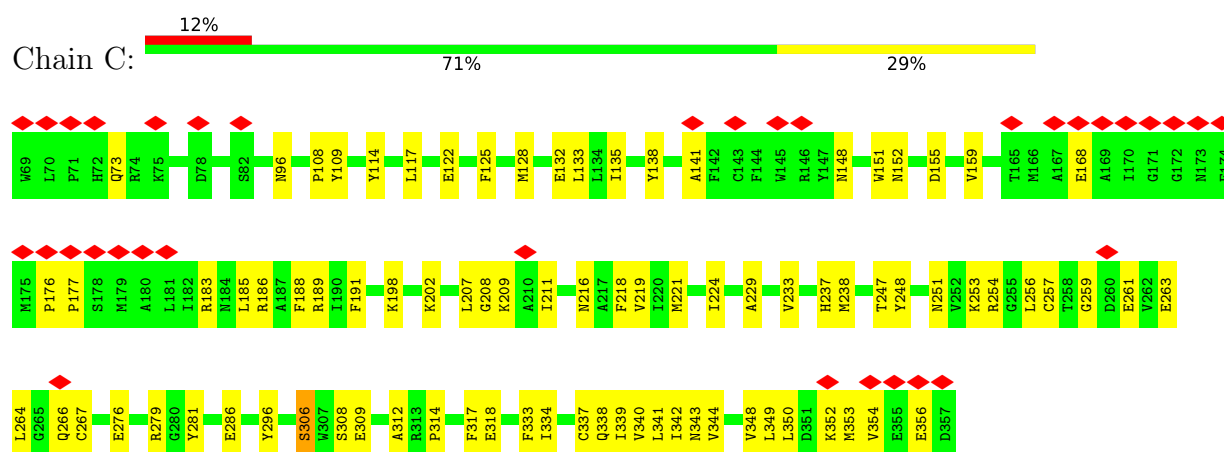 12%
Chain C:
71% 29%
W69 L70 P71 H72 Q73 R74 K75 D78 S82 N96 P108 Y109 Y114 L117 E122 F125 M128 E132 L133 L134 I135 Y138 A141 F142 C143 F144 W145 R146 Y147 N148 W151 N152 D155 V159 T165 M166 A167 E168 A169 I170 G171 G172 N173 E174
M175 P176 P177 S178 M179 A180 L181 I182 R183 N184 L185 R186 A187 F188 R189 I190 F191 K198 K202 L207 G208 K209 A210 I211 N216 A217 F218 V219 I220 M221 I224 A229 V233 H237 M238 T247 Y248 N251 V252 K253 R254 G255 L256 C257 T258 G259 D260 E261 V262 E263
L264 G265 Q266 C267 E276 R279 G280 Y281 E286 Y296 S306 W307 S308 E309 A312 R313 P314 F317 E318 F333 I334 C337 Q338 I339 V340 L341 I342 N343 V344 V348 L349 L350 D351 K352 M353 V354 E355 E356 D357